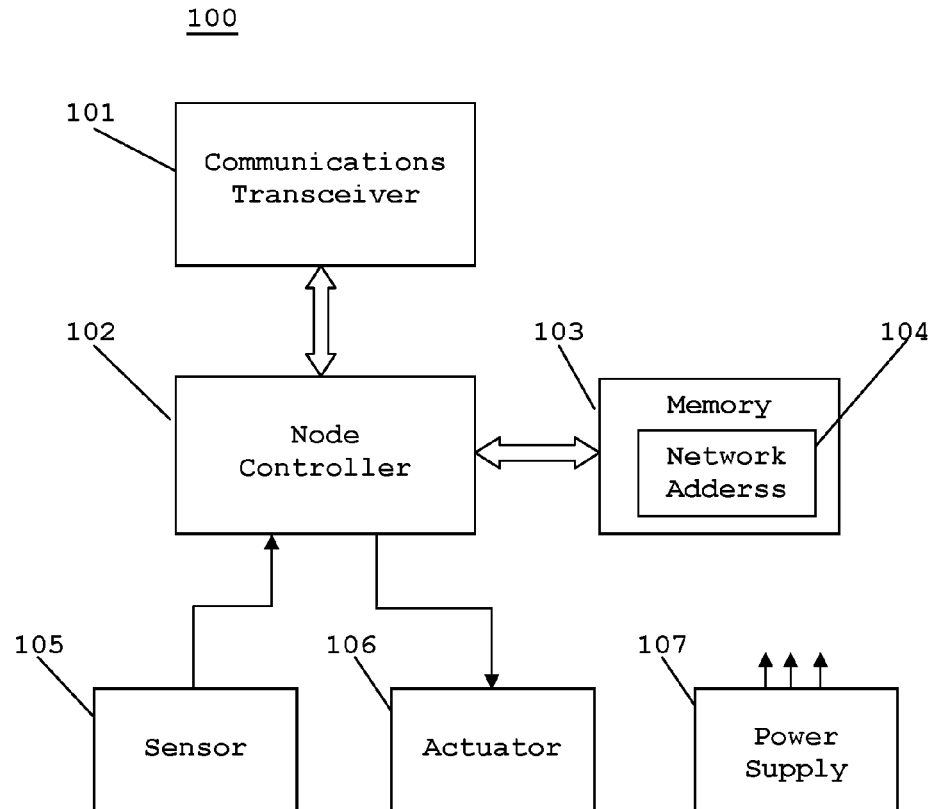 100
101
Communications
Transceiver
102
Node
Controller
103
104
Memory
Network
Adderss
105
Sensor
106
Actuator
107
Power
Supply